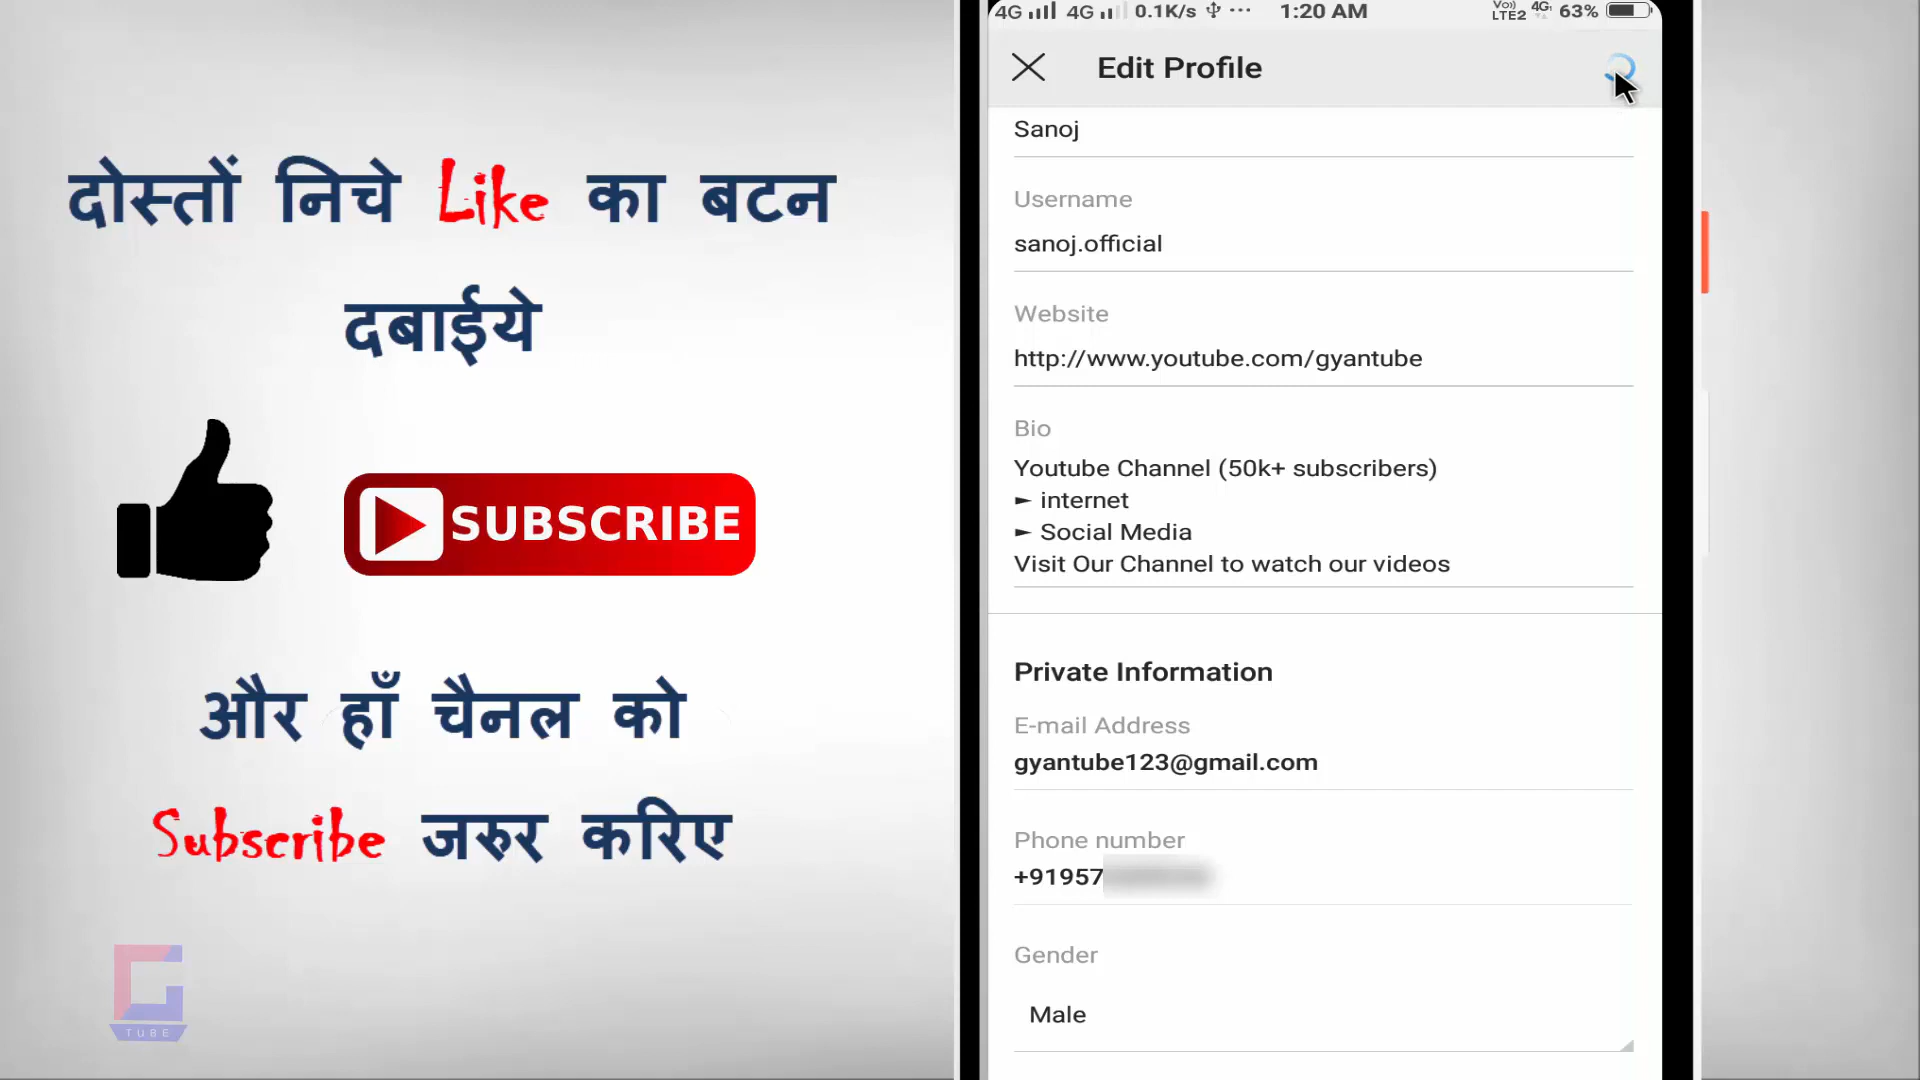 दोस्तों निचे Like का बटन
दबाईये
SUBSCRIBE
और हाँ चैनल को
Subscribe जरुर करिए
TUBE
4G 4G 0.1K/s ··· 1:20 AM Vo) LTE2 4G 63%
Edit Profile
Sanoj
Username
sanoj.official
Website
http://www.youtube.com/gyantube
Bio
Youtube Channel (50k+ subscribers)
► internet
► Social Media
Visit Our Channel to watch our videos
Private Information
E-mail Address
gyantube123@gmail.com
Phone number
+91957
Gender
Male